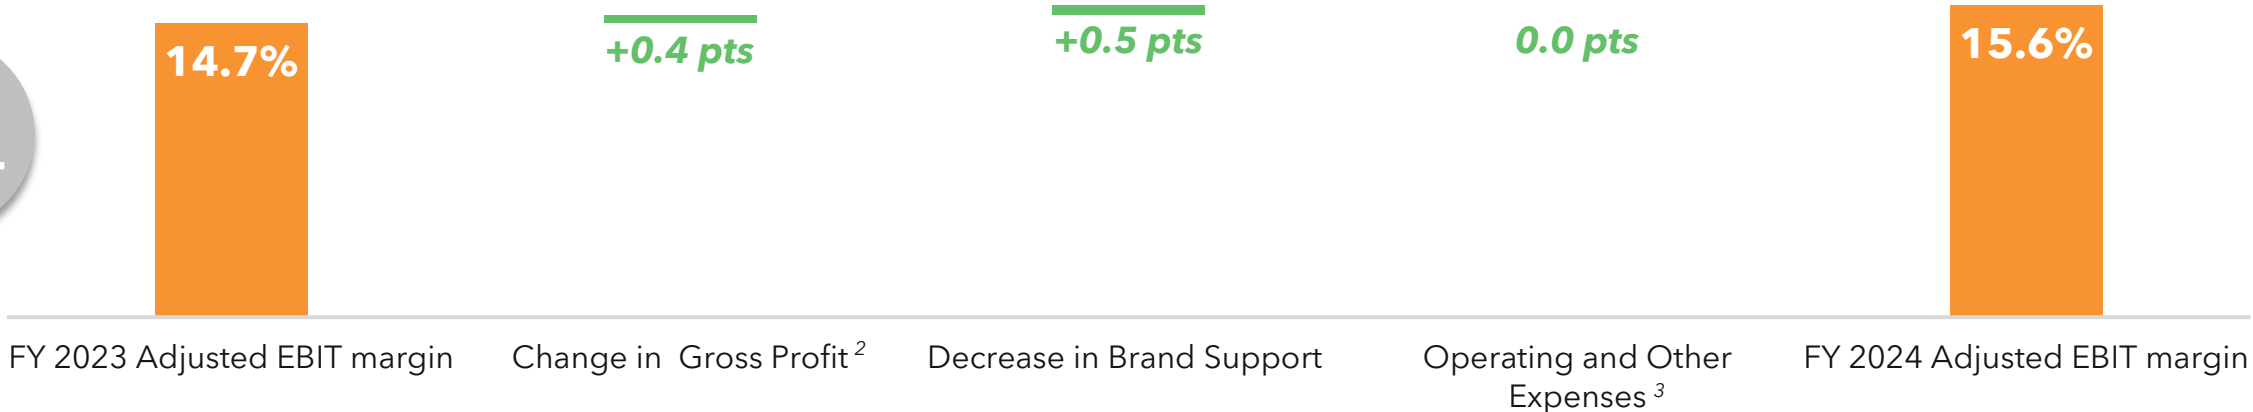 14.7%
+0.4 pts
+0.5 pts
0.0 pts
15.6%
FY 2023 Adjusted EBIT margin
Change in Gross Profit 2
Decrease in Brand Support
Operating and Other
Expenses 3
FY 2024 Adjusted EBIT margin